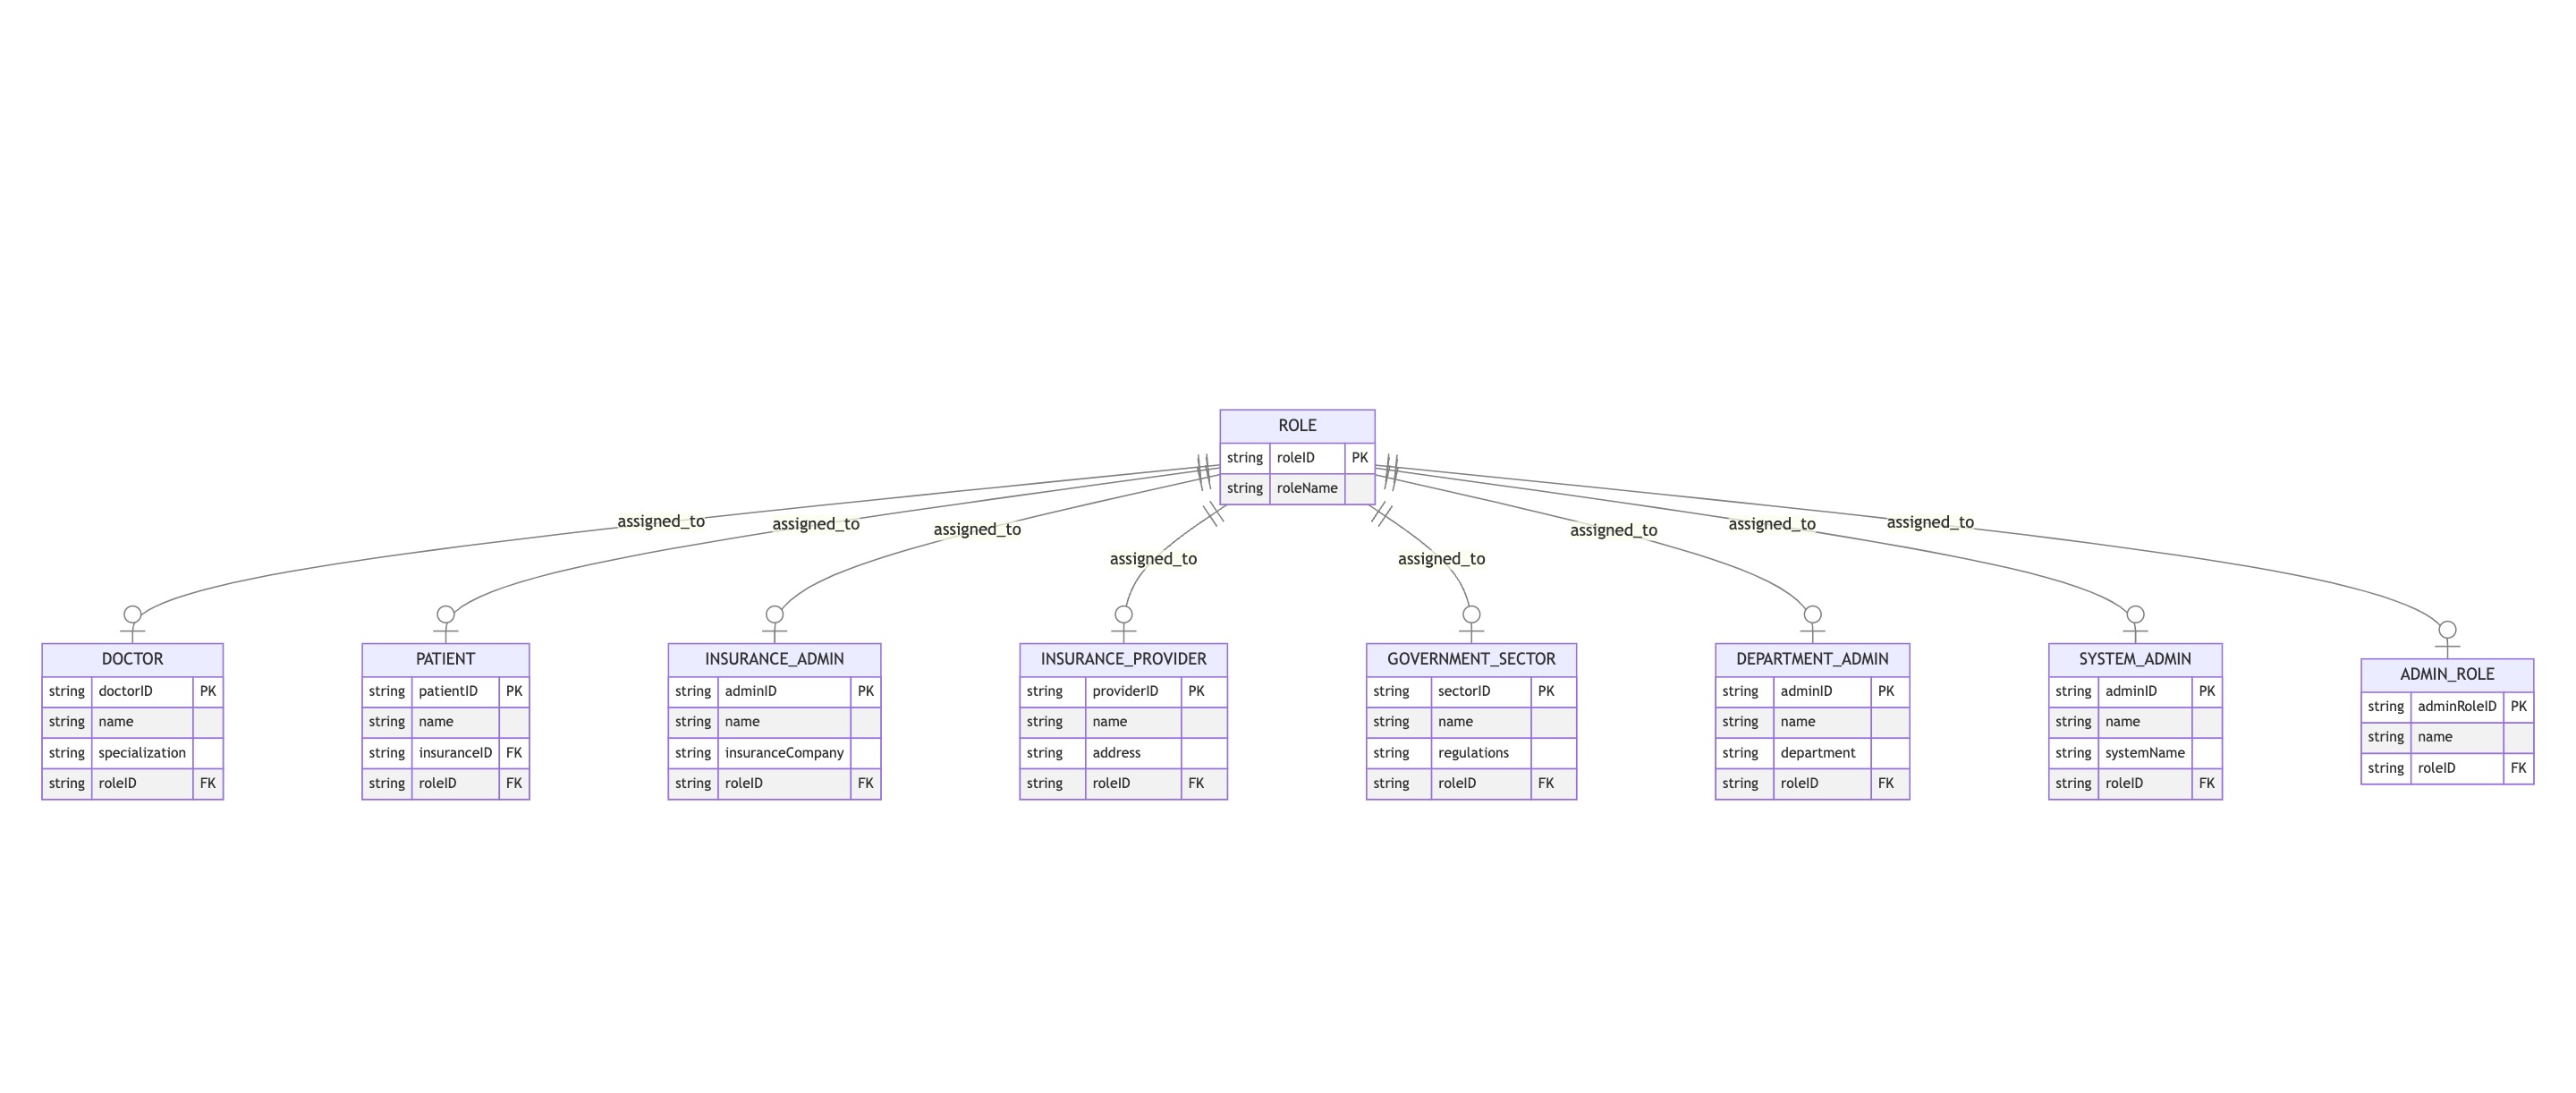 ROLE
string roleID PK
string roleName
assigned_to
assigned_to
assigned_to
assigned_to
assigned_to
assigned_to
assigned_to
assigned_to
DOCTOR
string doctorID PK
string name
string specialization
string roleID FK
PATIENT
string patientID PK
string name
string insuranceID FK
string roleID FK
INSURANCE_ADMIN
string adminID PK
string name
string insuranceCompany
string roleID FK
INSURANCE_PROVIDER
string providerID PK
string name
string address
string roleID FK
GOVERNMENT_SECTOR
string sectorID PK
string name
string regulations
string roleID FK
DEPARTMENT_ADMIN
string adminID PK
string name
string department
string roleID FK
SYSTEM_ADMIN
string adminID PK
string name
string systemName
string roleID FK
ADMIN_ROLE
string adminRoleID PK
string name
string roleID FK